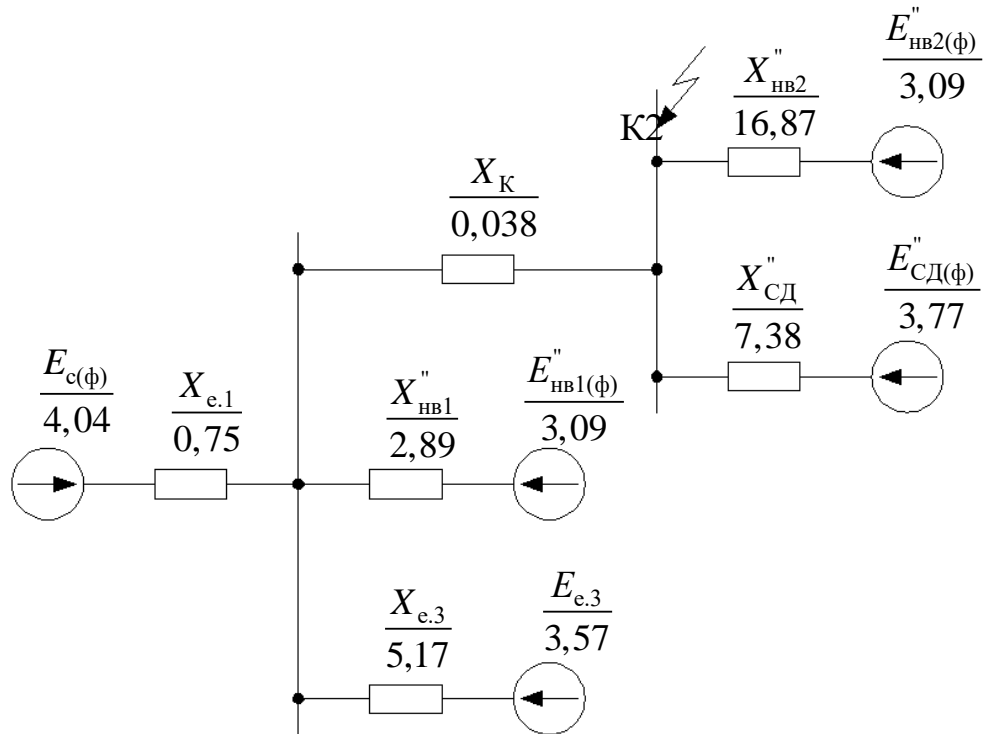 E"нв2(ф)
3,09
X"нв2
16,87
К2
XК
0,038
X"СД
7,38
E"СД(ф)
3,77
Eс(ф)
4,04
Xе.1
0,75
X"нв1
2,89
E"нв1(ф)
3,09
Xе.3
5,17
Eе.3
3,57